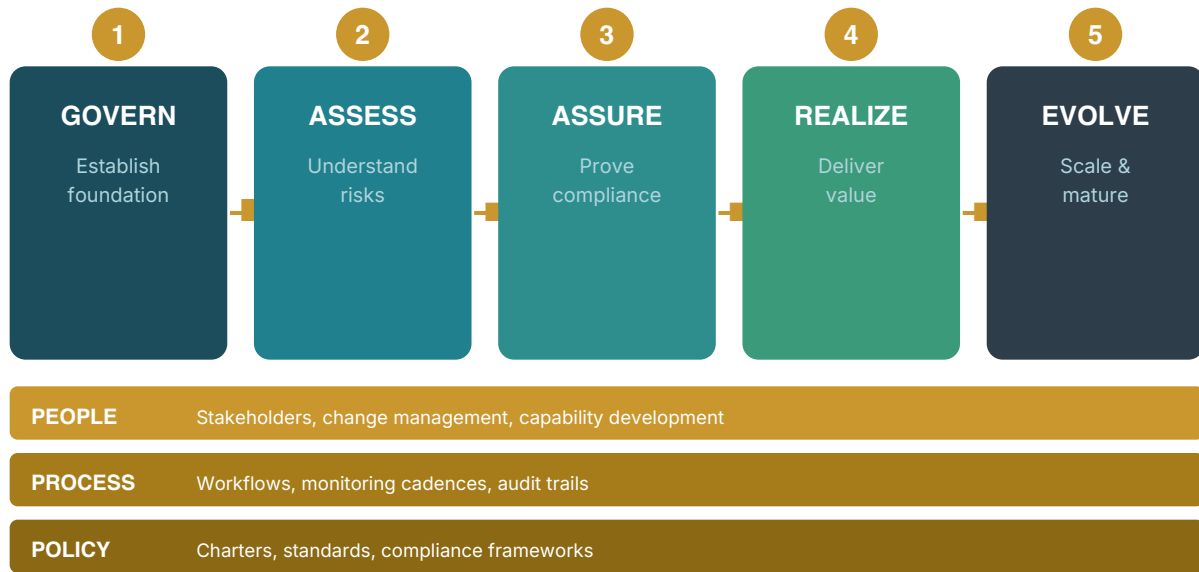 1
2
3
4
5
GOVERN
Establish
foundation
ASSESS
Understand
risks
ASSURE
Prove
compliance
REALIZE
Deliver
value
EVOLVE
Scale &
mature
PEOPLE Stakeholders, change management, capability development
PROCESS Workflows, monitoring cadences, audit trails
POLICY Charters, standards, compliance frameworks